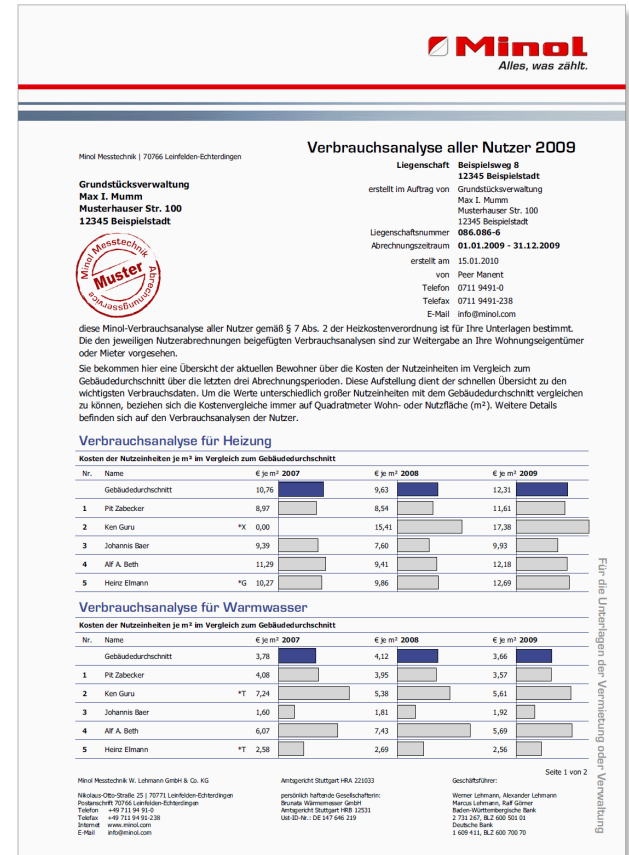 Minol
Alles, was zählt.
Verbrauchsanalyse aller Nutzer 2009
Minol Messtechnik | 70766 Leinfelden-Echterdingen
Liegenschaft Beispielsweg 8
12345 Beispielstadt
Grundstücksverwaltung
Max I. Mumm
Musterhauser Str. 100
12345 Beispielstadt
erstellt im Auftrag von Grundstücksverwaltung
Max I. Mumm
Musterhauser Str. 100
12345 Beispielstadt
Liegenschaftsnummer 086.086-6
Abrechnungszeitraum 01.01.2009 - 31.12.2009
erstellt am 15.01.2010
von Peer Manent
Telefon 0711 9491-0
Telefax 0711 9491-238
E-Mail info@minol.com
Minol Messtechnik
Muster
Abrechnungsservice
diese Minol-Verbrauchsanalyse aller Nutzer gemäß § 7 Abs. 2 der Heizkostenverordnung ist für Ihre Unterlagen bestimmt.
Die den jeweiligen Nutzerabrechnungen beigefügten Verbrauchsanalysen sind zur Weitergabe an Ihre Wohnungseigentümer
oder Mieter vorgesehen.
Sie bekommen hier eine Übersicht der aktuellen Bewohner über die Kosten der Nutzeinheiten im Vergleich zum
Gebäudedurchschnitt über die letzten drei Abrechnungsperioden. Diese Aufstellung dient der schnellen Übersicht zu den
wichtigsten Verbrauchsdaten. Um die Werte unterschiedlich großer Nutzeinheiten mit dem Gebäudedurchschnitt vergleichen
zu können, beziehen sich die Kostenvergleiche immer auf Quadratmeter Wohn- oder Nutzfläche (m²). Weitere Details
befinden sich auf den Verbrauchsanalysen der Nutzer.
Verbrauchsanalyse für Heizung
Kosten der Nutzeinheiten je m² im Vergleich zum Gebäudedurchschnitt
Nr. Name € je m² 2007 € je m² 2008 € je m² 2009
Gebäudedurchschnitt 10,76 9,63 12,31
1 Pit Zabecker 8,97 8,54 11,61
2 Ken Guru *X 0,00 15,41 17,38
3 Johannis Baer 9,39 7,60 9,93
4 Alf A. Beth 11,29 9,41 12,18
5 Heinz Elmann *G 10,27 9,86 12,69
Verbrauchsanalyse für Warmwasser
Kosten der Nutzeinheiten je m² im Vergleich zum Gebäudedurchschnitt
Nr. Name € je m² 2007 € je m² 2008 € je m² 2009
Gebäudedurchschnitt 3,78 4,12 3,66
1 Pit Zabecker 4,08 3,95 3,57
2 Ken Guru *T 7,24 5,38 5,61
3 Johannis Baer 1,60 1,81 1,92
4 Alf A. Beth 6,07 7,43 5,69
5 Heinz Elmann *T 2,58 2,69 2,56
Für die Unterlagen der Vermietung oder Verwaltung
Seite 1 von 2
Minol Messtechnik W. Lehmann GmbH & Co. KG
Nikolaus-Otto-Straße 25 | 70771 Leinfelden-Echterdingen
Postanschrift 70766 Leinfelden-Echterdingen
Telefon +49 711 94 91-0
Telefax +49 711 94 91-238
Internet www.minol.com
E-Mail info@minol.com
Amtsgericht Stuttgart HRA 221033
persönlich haftende Gesellschafterin:
Brunata Wärmemesser GmbH
Amtsgericht Stuttgart HRB 12531
Ust-ID-Nr.: DE 147 646 219
Geschäftsführer:
Werner Lehmann, Alexander Lehmann
Marcus Lehmann, Ralf Görner
Baden-Württembergische Bank
2 731 267, BLZ 600 501 01
Deutsche Bank
1 609 411, BLZ 600 700 70